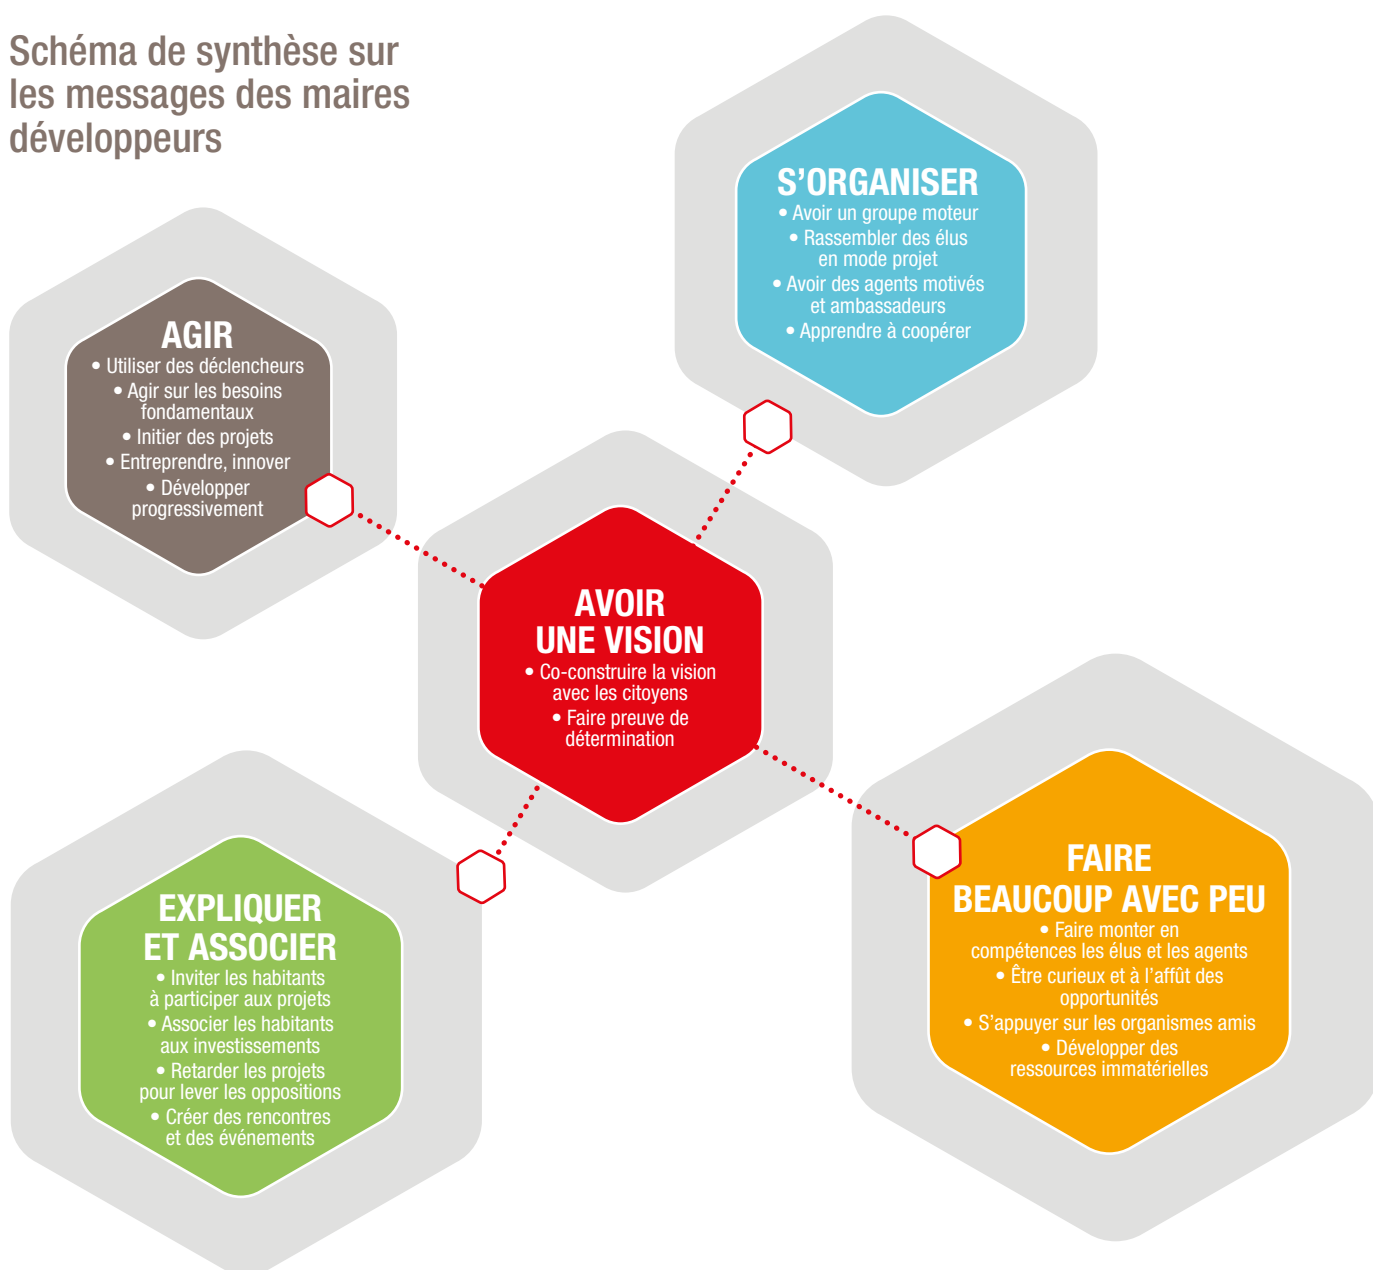 Schéma de synthèse sur
les messages des maires
développeurs
S'ORGANISER
• Avoir un groupe moteur
• Rassembler des élus
en mode projet
• Avoir des agents motivés
et ambassadeurs
• Apprendre à coopérer
AGIR
• Utiliser des déclencheurs
• Agir sur les besoins
fondamentaux
• Initier des projets
• Entreprendre, innover
• Développer
progressivement
AVOIR
UNE VISION
• Co-construire la vision
avec les citoyens
• Faire preuve de
détermination
EXPLIQUER
ET ASSOCIER
• Inviter les habitants
à participer aux projets
• Associer les habitants
aux investissements
• Retarder les projets
pour lever les oppositions
• Créer des rencontres
et des événements
FAIRE
BEAUCOUP AVEC PEU
• Faire monter en
compétences les élus et les agents
• Être curieux et à l'affût des
opportunités
• S'appuyer sur les organismes amis
• Développer des
ressources immatérielles